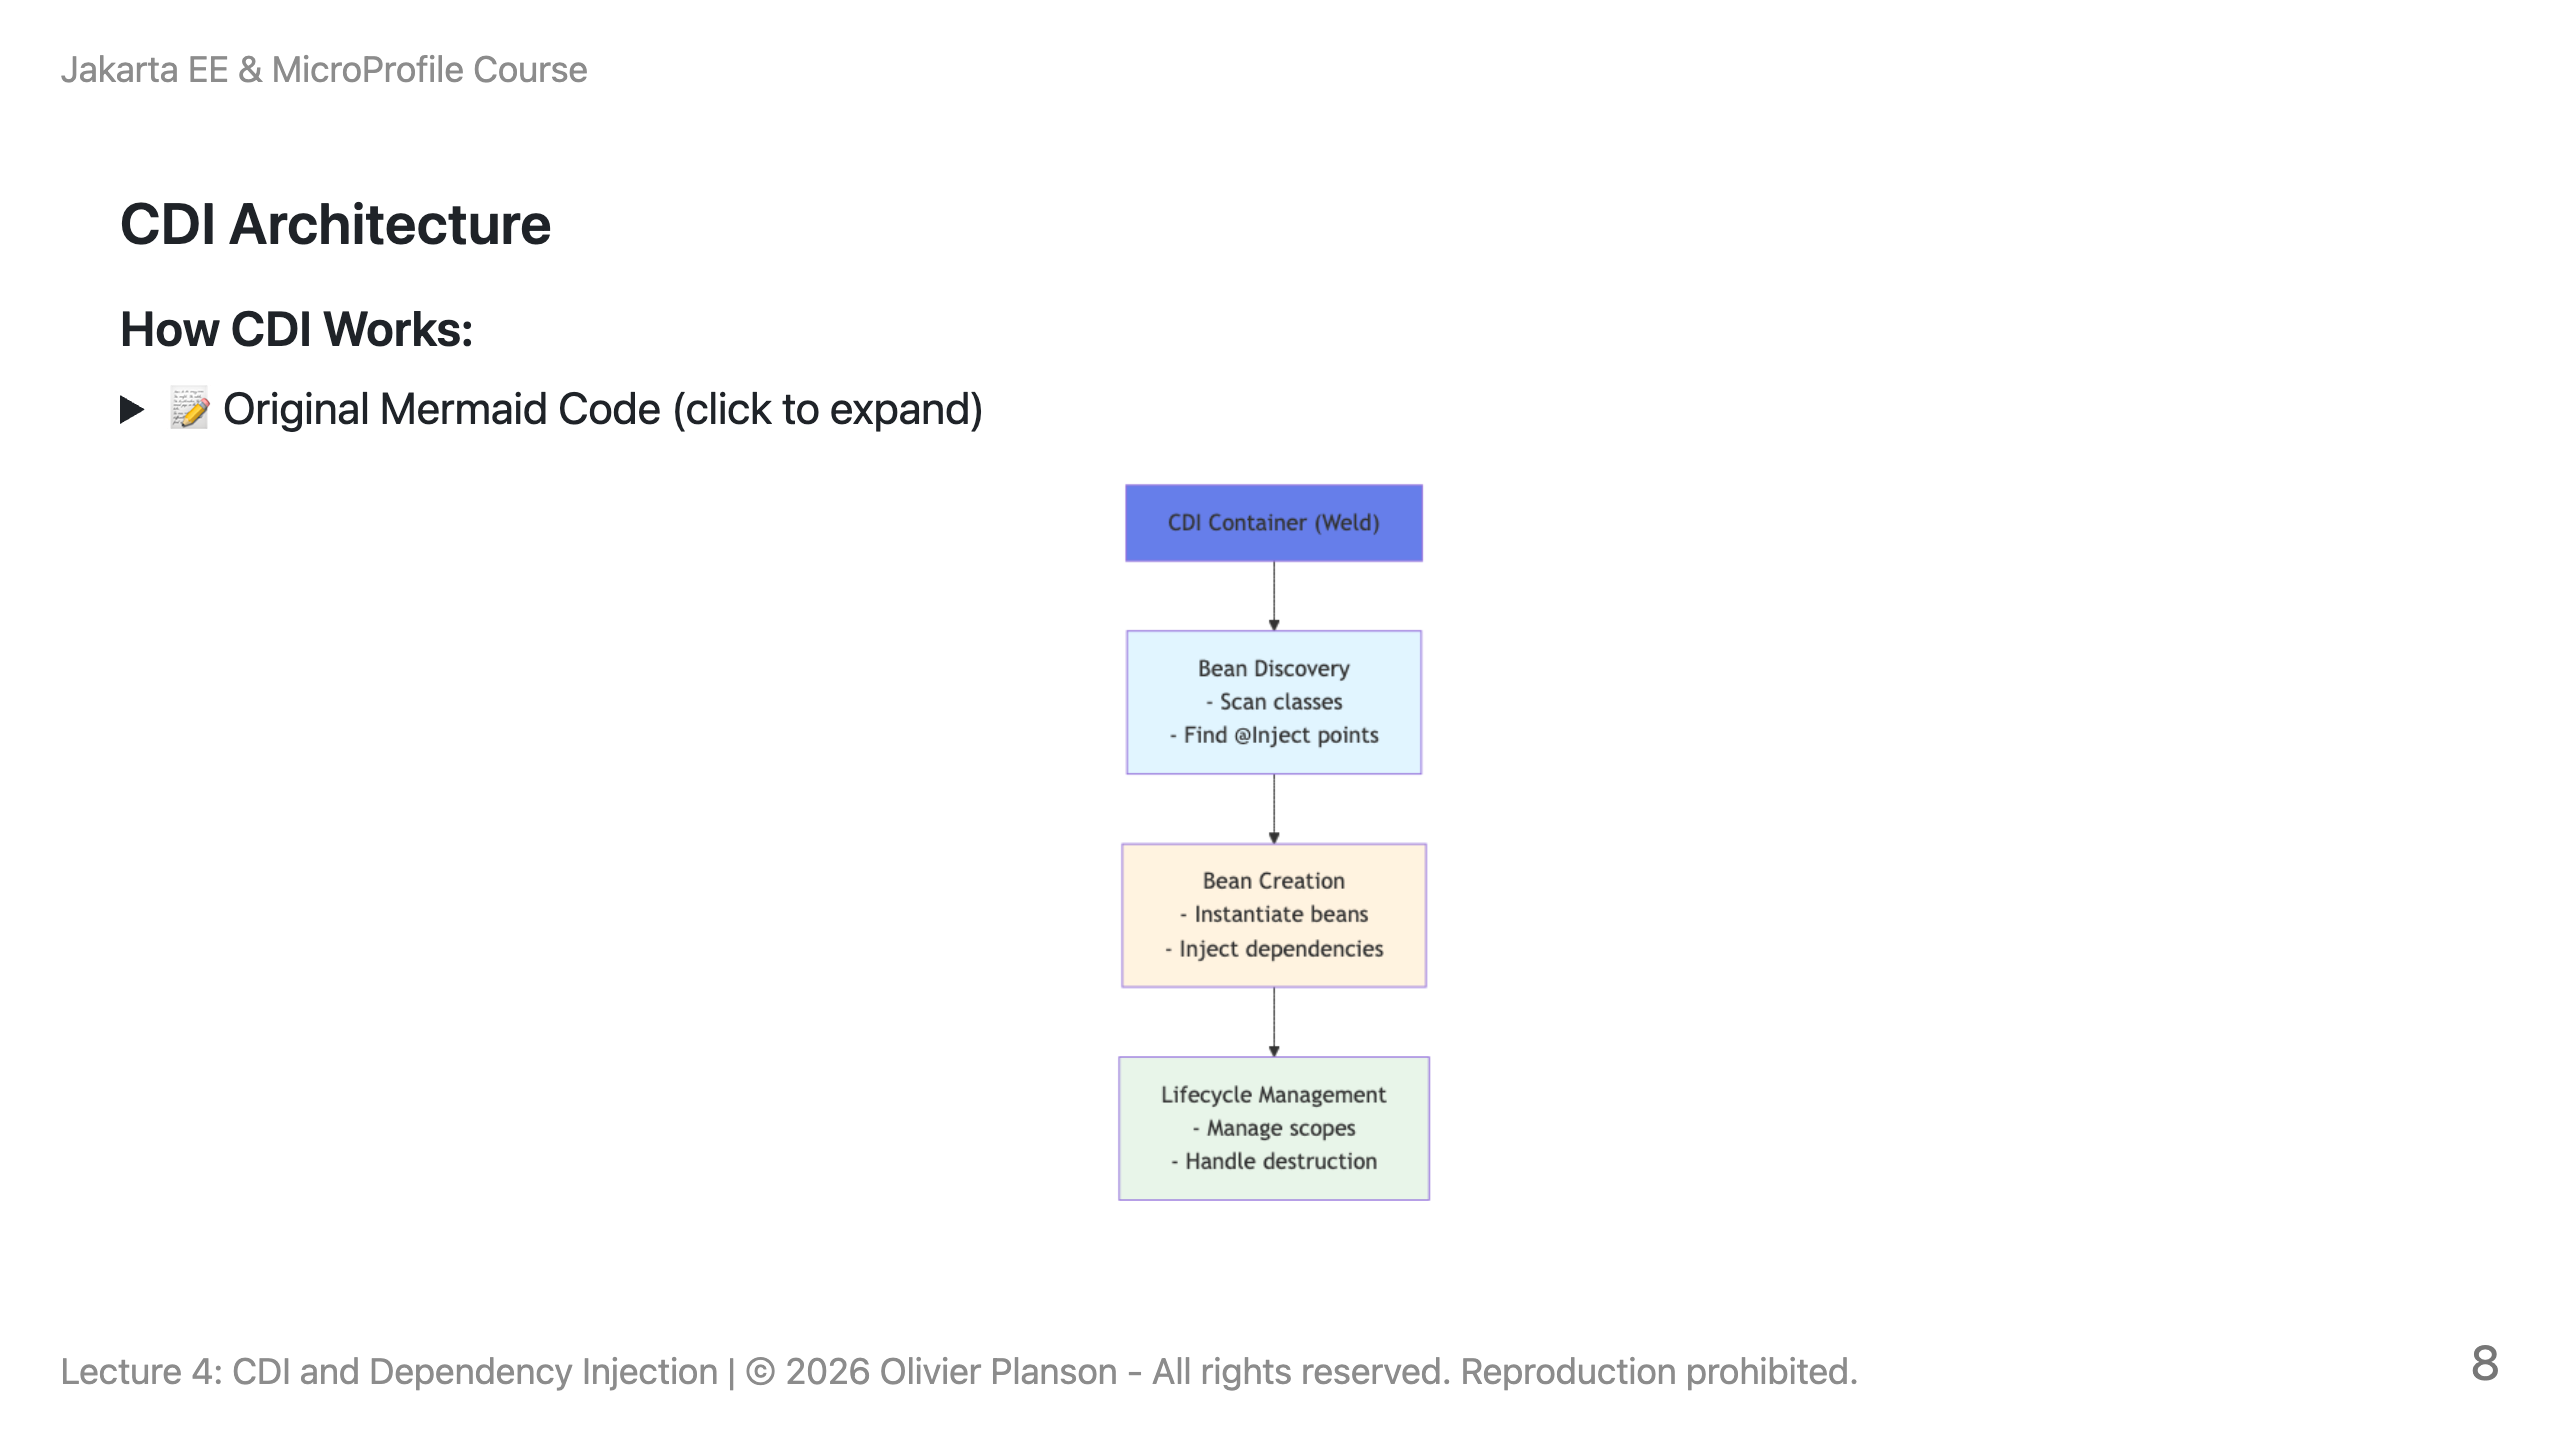 Jakarta EE & MicroProfile Course
CDI Architecture
How CDI Works:
▶ 📝 Original Mermaid Code (click to expand)
CDI Container (Weld)
Bean Discovery
- Scan classes
- Find @Inject points
Bean Creation
- Instantiate beans
- Inject dependencies
Lifecycle Management
- Manage scopes
- Handle destruction
Lecture 4: CDI and Dependency Injection | © 2026 Olivier Planson - All rights reserved. Reproduction prohibited.
8